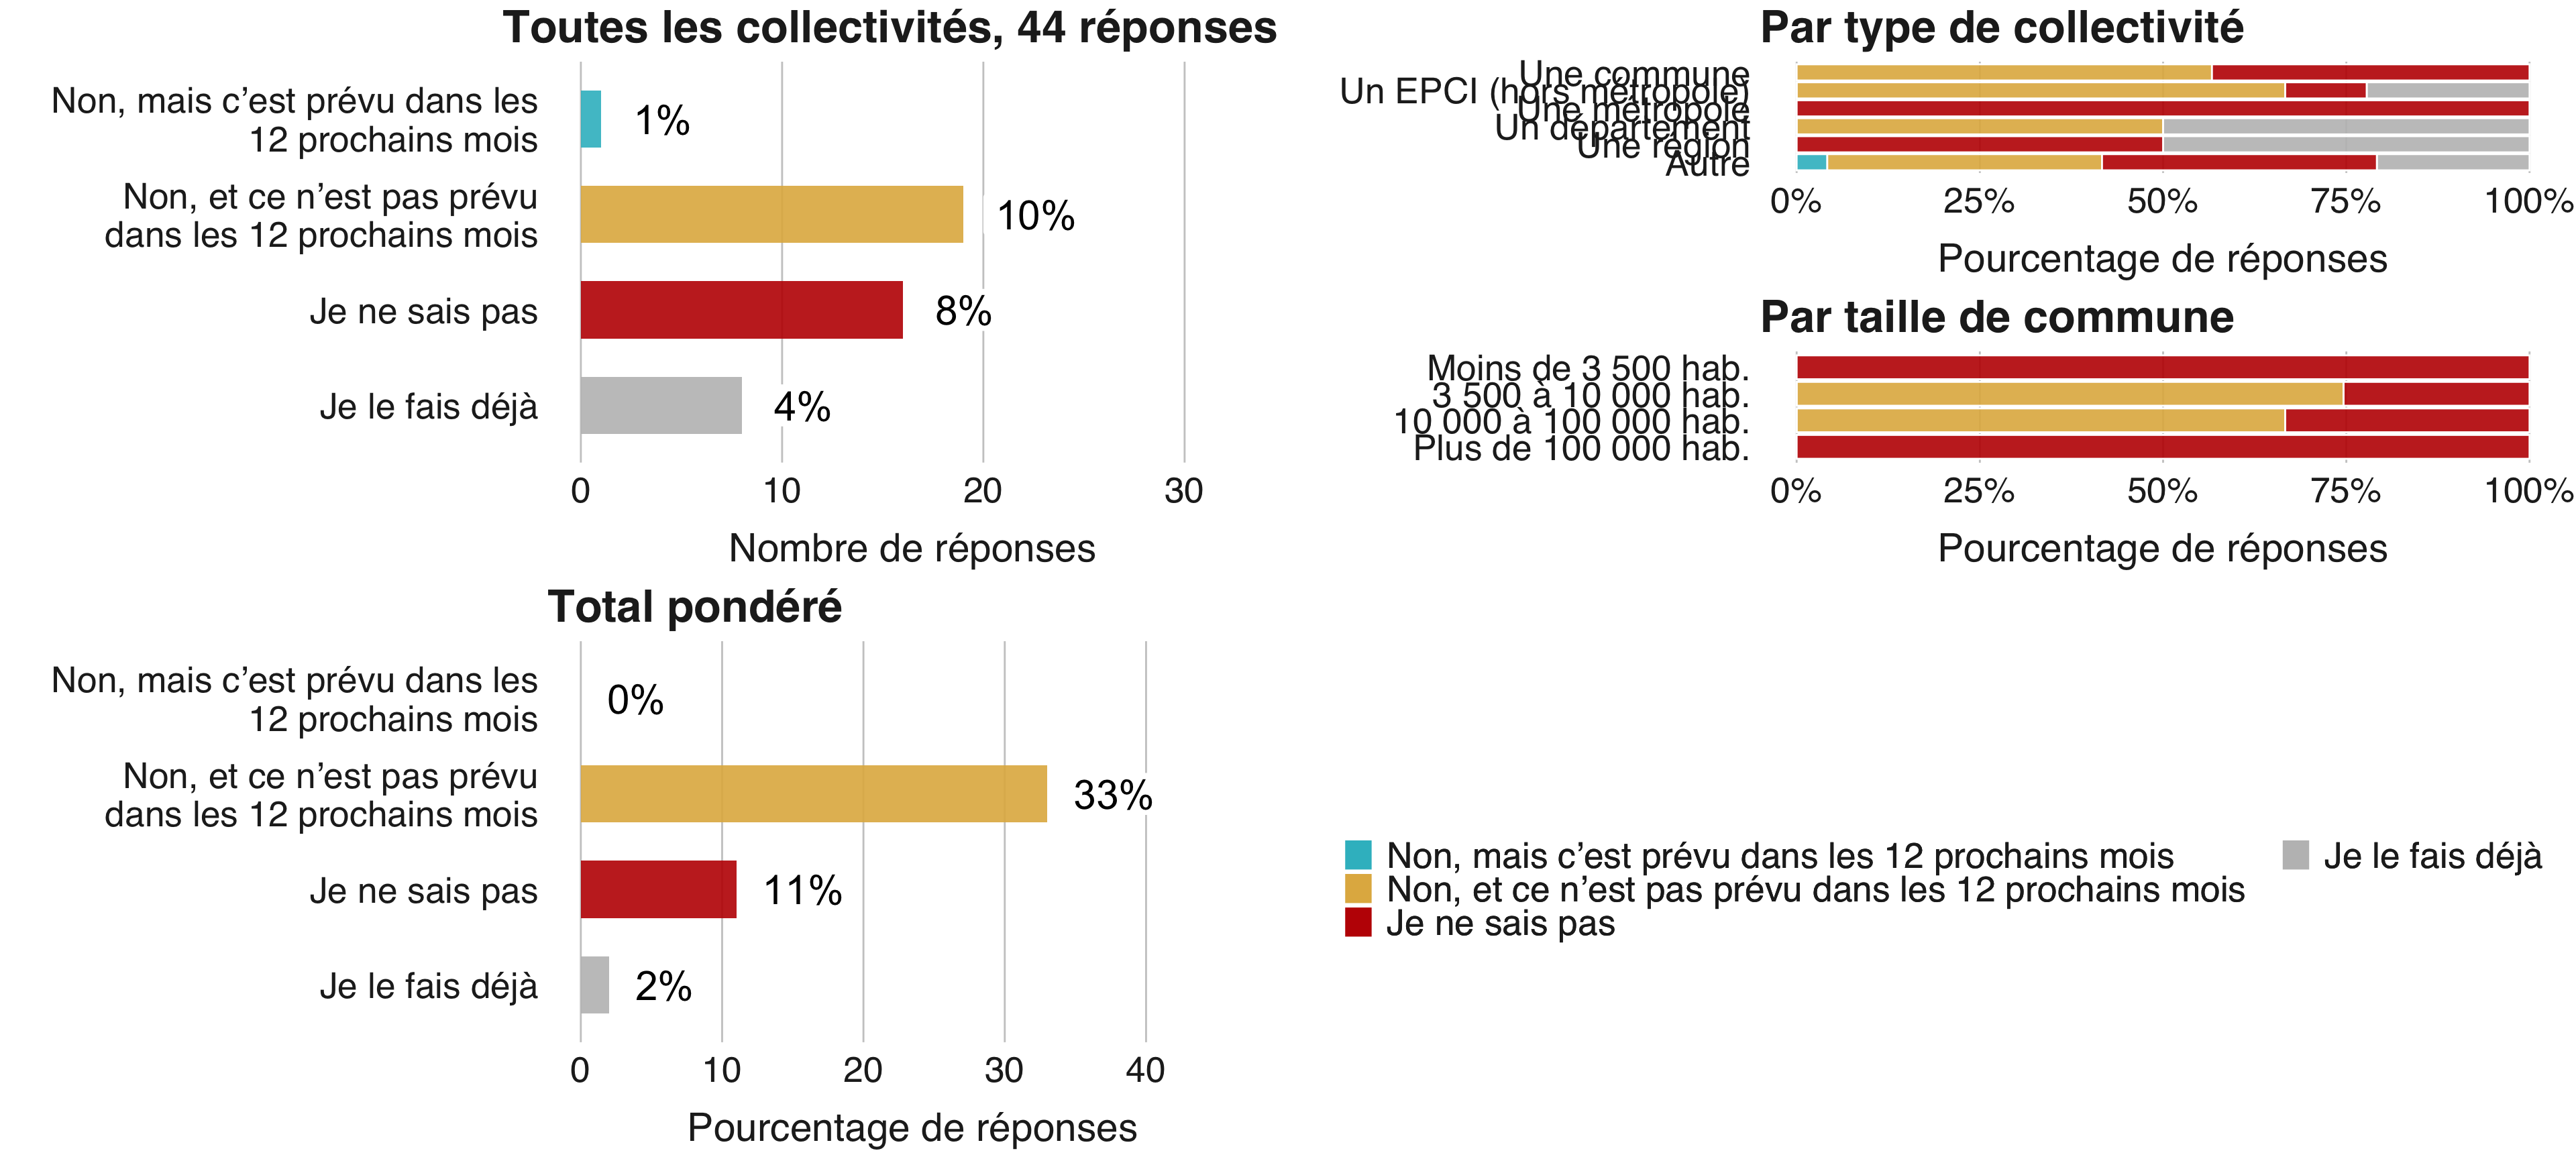 Toutes les collectivités, 44 réponses
Non, mais c’est prévu dans les
12 prochains mois
1%
Non, et ce n’est pas prévu
dans les 12 prochains mois
10%
Je ne sais pas
8%
Je le fais déjà
4%
0 10 20 30
Nombre de réponses
Total pondéré
Non, mais c’est prévu dans les
12 prochains mois
0%
Non, et ce n’est pas prévu
dans les 12 prochains mois
33%
Je ne sais pas
11%
Je le fais déjà
2%
0 10 20 30 40
Pourcentage de réponses
Par type de collectivité
Une commune
Un EPCI (hors métropole)
Une métropole
Un département
Une région
Autre
0% 25% 50% 75% 100%
Pourcentage de réponses
Par taille de commune
Moins de 3 500 hab.
3 500 à 10 000 hab.
10 000 à 100 000 hab.
Plus de 100 000 hab.
0% 25% 50% 75% 100%
Pourcentage de réponses
Non, mais c’est prévu dans les 12 prochains mois
Non, et ce n’est pas prévu dans les 12 prochains mois
Je ne sais pas
Je le fais déjà